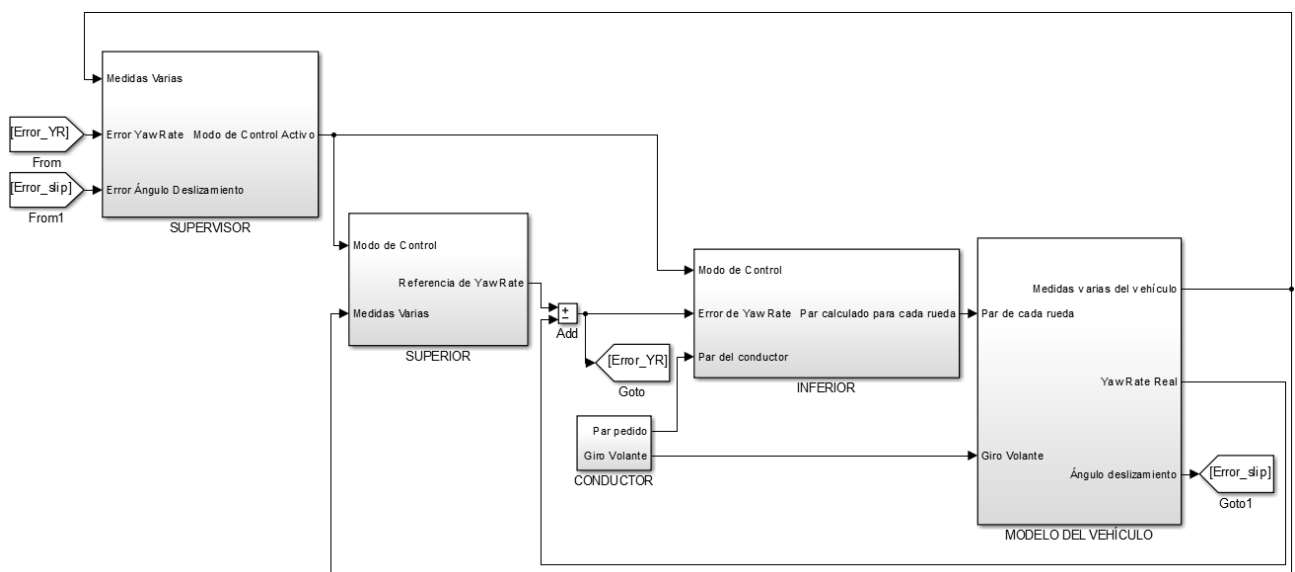 Medidas Varias
[Error_YR]
Error YawRate
Modo de Control Activo
From
[Error_slip]
Error Ángulo Deslizamiento
From1
SUPERVISOR
Modo de Control
Referencia de YawRate
Medidas Varias
SUPERIOR
Add
[Error_YR]
Goto
Modo de Control
Error de YawRate
Par calculado para cada rueda
Par del conductor
INFERIOR
Par pedido
Giro Volante
CONDUCTOR
Medidas varias del vehículo
Par de cada rueda
YawRate Real
Giro Volante
Ángulo deslizamiento
[Error_slip]
Goto1
MODELO DEL VEHÍCULO